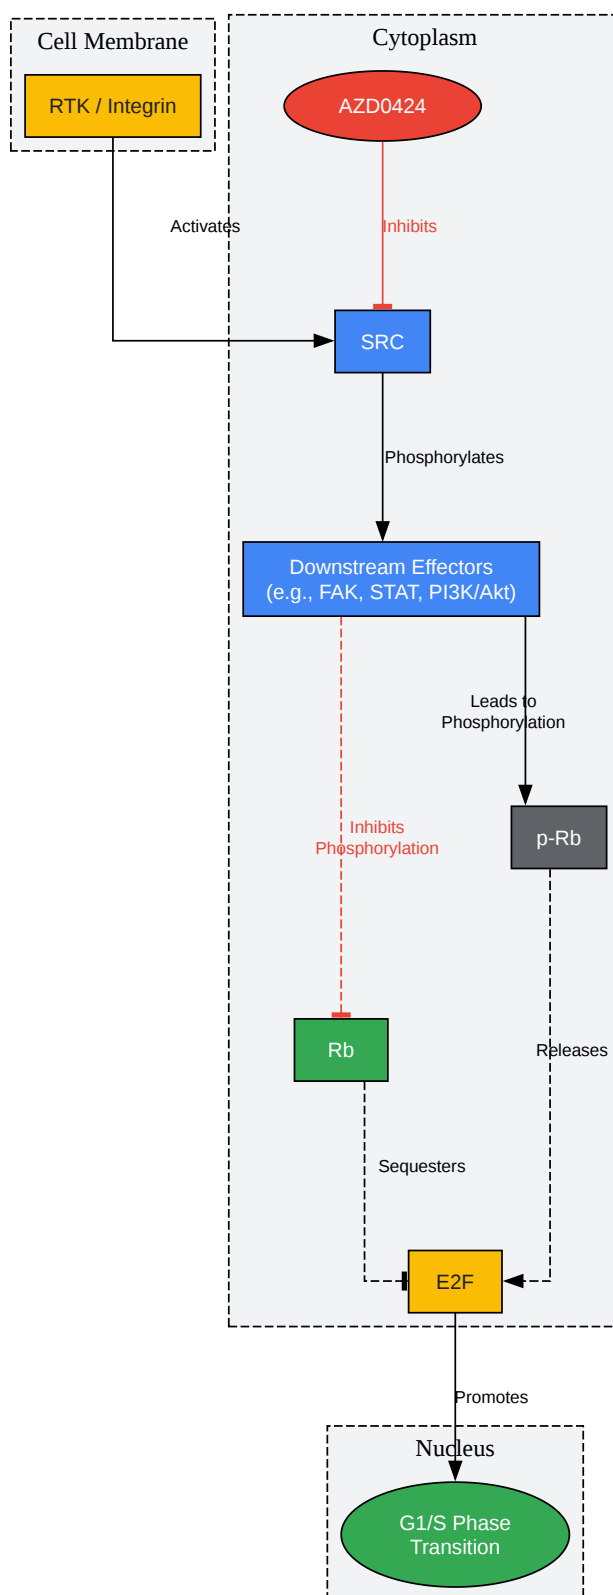 Cell Membrane
Cytoplasm
RTK / Integrin
AZD0424
Activates
Inhibits
SRC
Phosphorylates
Downstream Effectors
(e.g., FAK, STAT, PI3K/Akt)
Leads to
Phosphorylation
Inhibits
Phosphorylation
p-Rb
Rb
Releases
Sequesters
E2F
Promotes
Nucleus
G1/S Phase
Transition